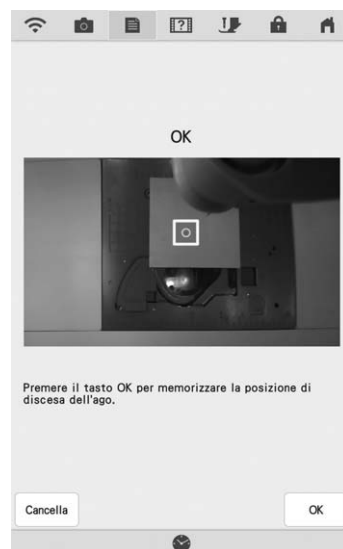 OK
Premere il tasto OK per memorizzare la posizione di
discesa dell'ago.
Cancella
OK